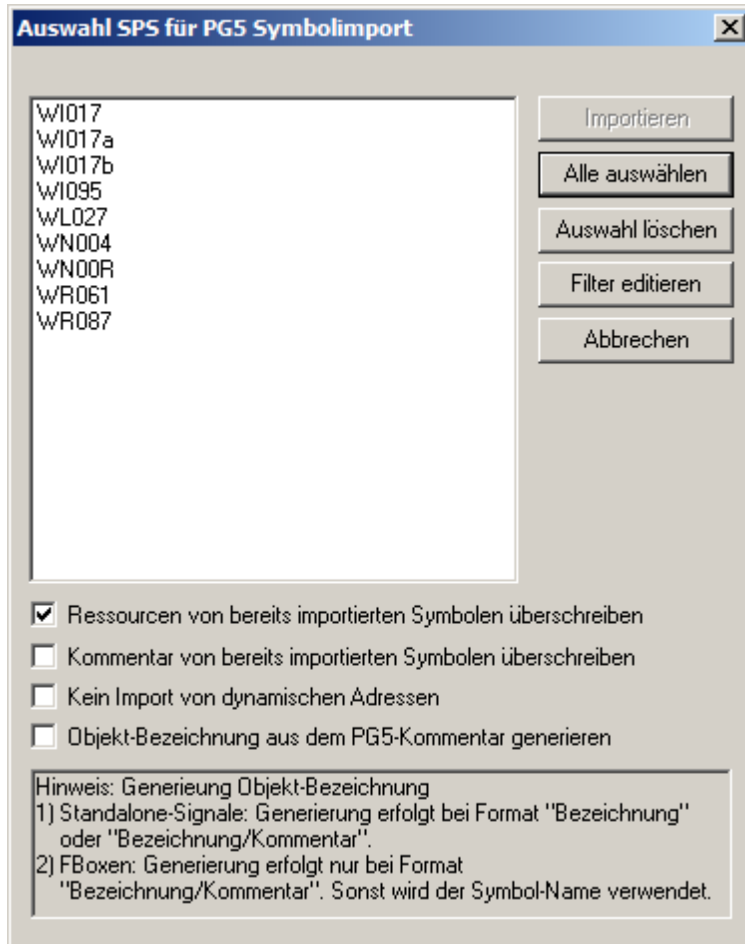 Auswahl SPS für PG5 Symbolimport
WI017
WI017a
WI017b
WI095
WL027
WN004
WN00R
WR061
WR087
Importieren
Alle auswählen
Auswahl löschen
Filter editieren
Abbrechen
Ressourcen von bereits importierten Symbolen überschreiben
Kommentar von bereits importierten Symbolen überschreiben
Kein Import von dynamischen Adressen
Objekt-Bezeichnung aus dem PG5-Kommentar generieren
Hinweis: Generieung Objekt-Bezeichnung
1) Standalone-Signale: Generierung erfolgt bei Format "Bezeichnung"
oder "Bezeichnung/Kommentar".
2) FBoxen: Generierung erfolgt nur bei Format
"Bezeichnung/Kommentar". Sonst wird der Symbol-Name verwendet.